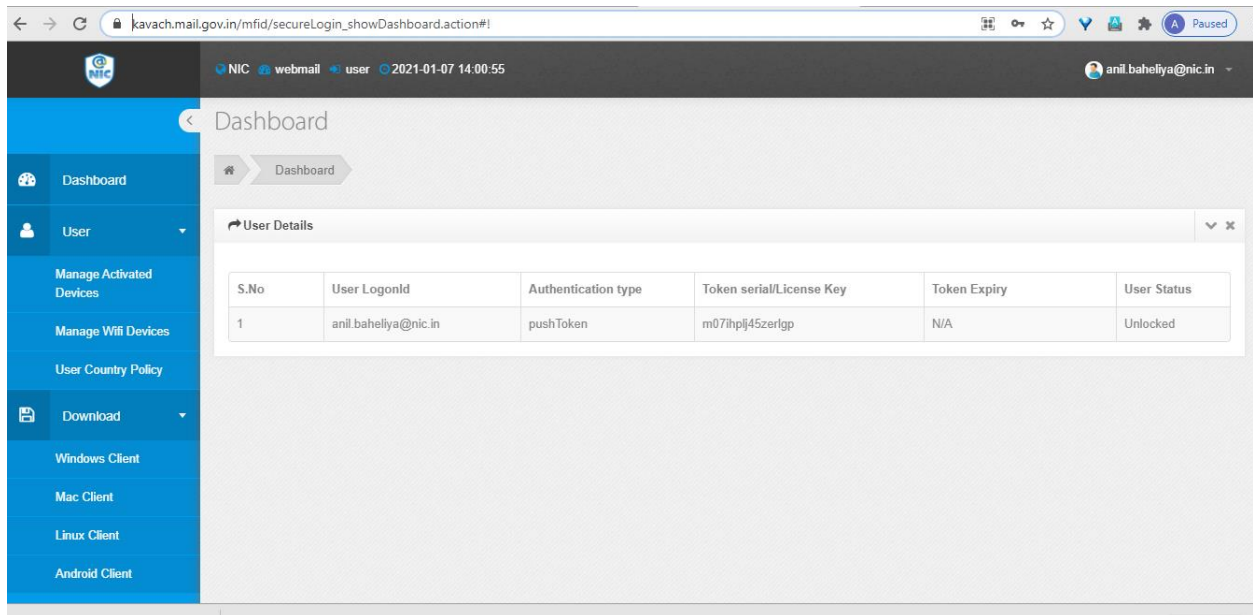 kavach.mail.gov.in/mfid/secureLogin_showDashboard.action#!
A Paused
@
NIC
NIC webmail user 2021-01-07 14:00:55
anil.baheliya@nic.in
Dashboard
Dashboard
Dashboard
User
Manage Activated
Devices
Manage Wifi Devices
User Country Policy
Download
Windows Client
Mac Client
Linux Client
Android Client
User Details
S.No User LogonId Authentication type Token serial/License Key Token Expiry User Status
1 anil.baheliya@nic.in pushToken m07ihplj45zerlgp N/A Unlocked